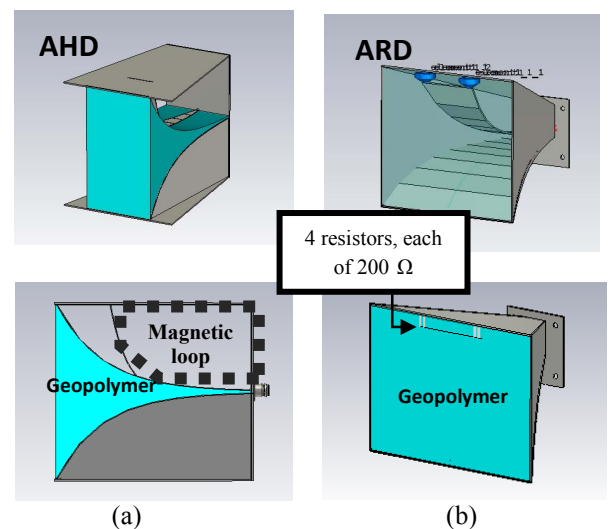 AHD
ARD
4 resistors, each
of 200 Ω
Magnetic
loop
Geopolymer
Geopolymer
(a)
(b)